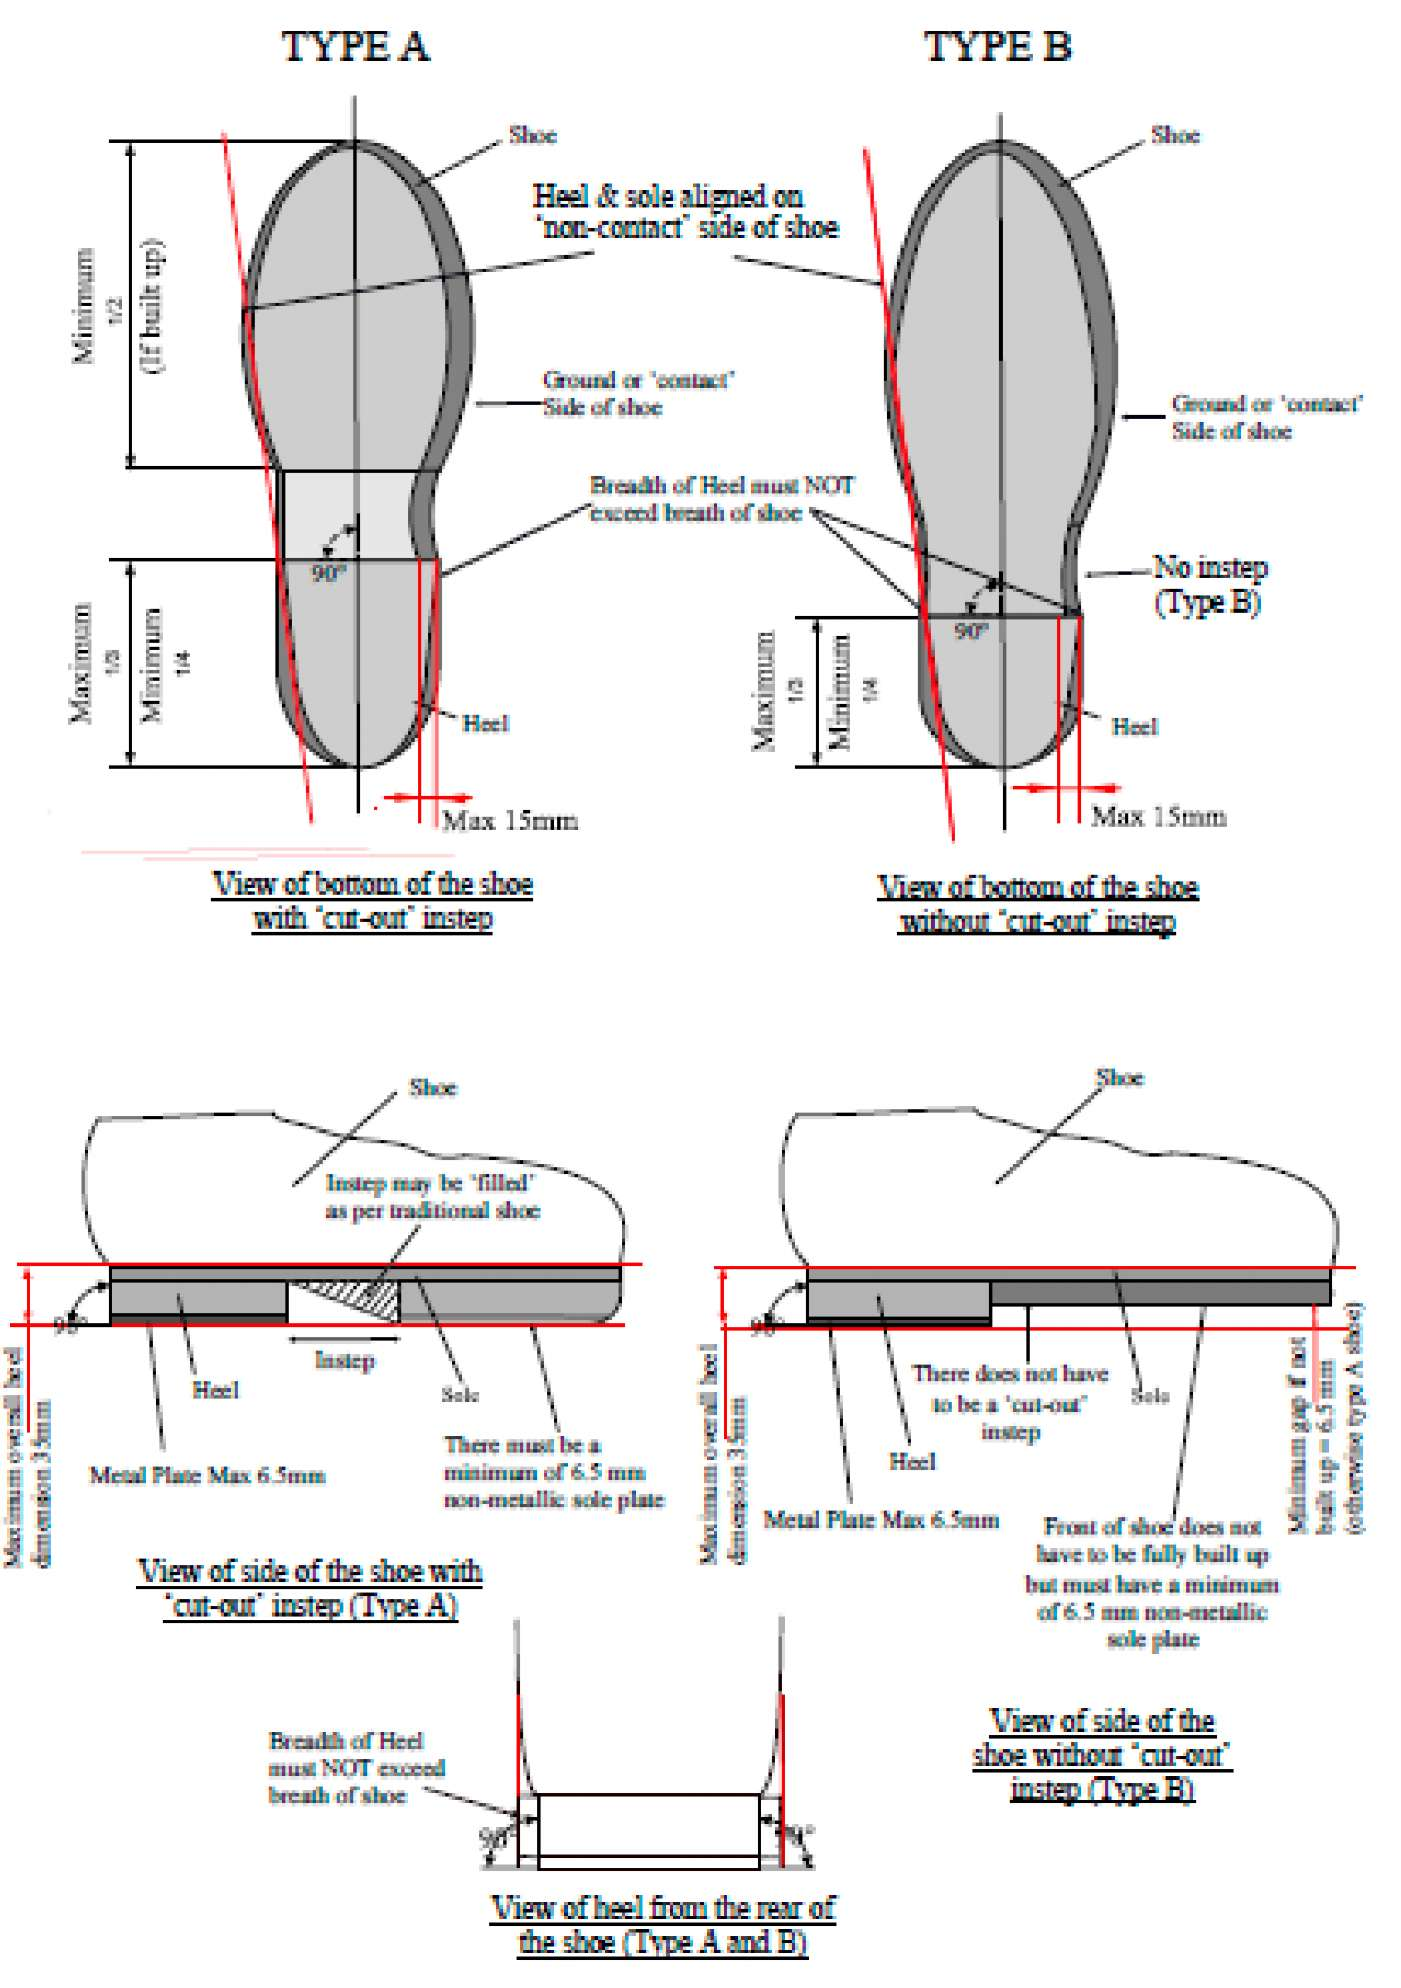 TYPE A
TYPE B
Shoe
Shoe
Heel & sole aligned on
'non-contact' side of shoe
Minimum
1/2
(If built up)
Ground or 'contact'
Side of shoe
Ground or 'contact'
Side of shoe
Breadth of Heel must NOT
exceed breath of shoe
90°
No instep
(Type B)
90°
Maximum
1/3
Minimum
1/4
Maximum
1/3
Minimum
1/4
Heel
Heel
Max 15mm
Max 15mm
View of bottom of the shoe
with 'cut-out' instep
View of bottom of the shoe
without 'cut-out' instep
Shoe
Shoe
Instep may be 'filled'
as per traditional shoe
90°
90°
Instep
Heel
Sole
There must be a
minimum of 6.5 mm
non-metallic sole plate
Metal Plate Max 6.5mm
Maximum overall heel
dimension 35mm
View of side of the shoe with
'cut-out' instep (Type A)
There does not have
to be a 'cut-out'
instep
Sole
Heel
Metal Plate Max 6.5mm
Maximum overall heel
dimension 35mm
Minimum gap if not
built up = 6.5 mm
(otherwise type A shoe)
Front of shoe does not
have to be fully built up
but must have a minimum
of 6.5 mm non-metallic
sole plate
View of side of the
shoe without 'cut-out'
instep (Type B)
Breadth of Heel
must NOT exceed
breath of shoe
90°
90°
View of heel from the rear of
the shoe (Type A and B)